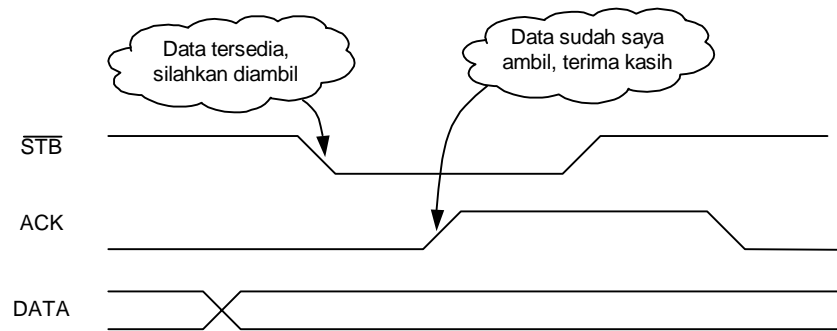 Data tersedia,
silahkan diambil
Data sudah saya
ambil, terima kasih
STB
ACK
DATA